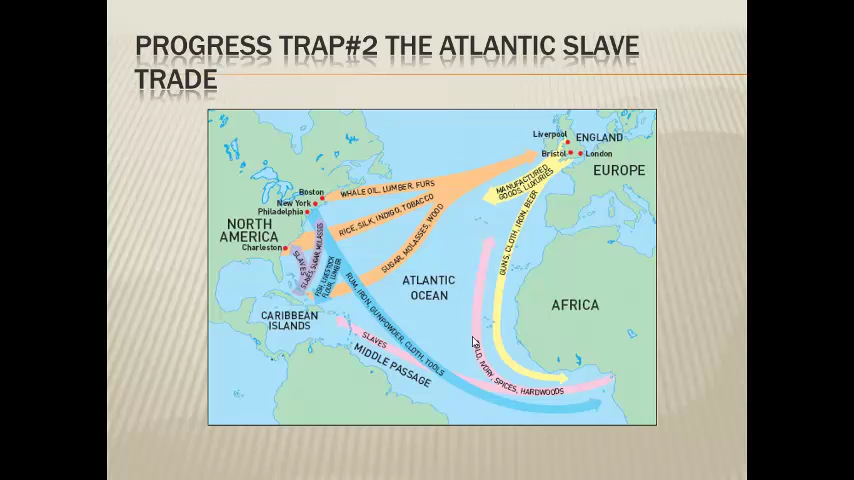 PROGRESS TRAP#2 THE ATLANTIC SLAVE
TRADE
Liverpool
ENGLAND
Bristol
London
EUROPE
MANUFACTURED
GOODS, LUXURIES
Boston
WHALE OIL, LUMBER, FURS
New York
Philadelphia
RICE, SILK, INDIGO, TOBACCO
NORTH
AMERICA
Charleston
SLAVES
SLAVES, SUGAR, MOLASSES
FISH, LIVESTOCK
FLOUR, LUMBER
SUGAR, MOLASSES, WOOD
GUNS, CLOTH, IRON, BEER
ATLANTIC
OCEAN
AFRICA
RUM, IRON, GUNPOWDER, CLOTH, TOOLS
CARIBBEAN
ISLANDS
SLAVES
MIDDLE PASSAGE
IVORY, SPICES, HARDWOODS